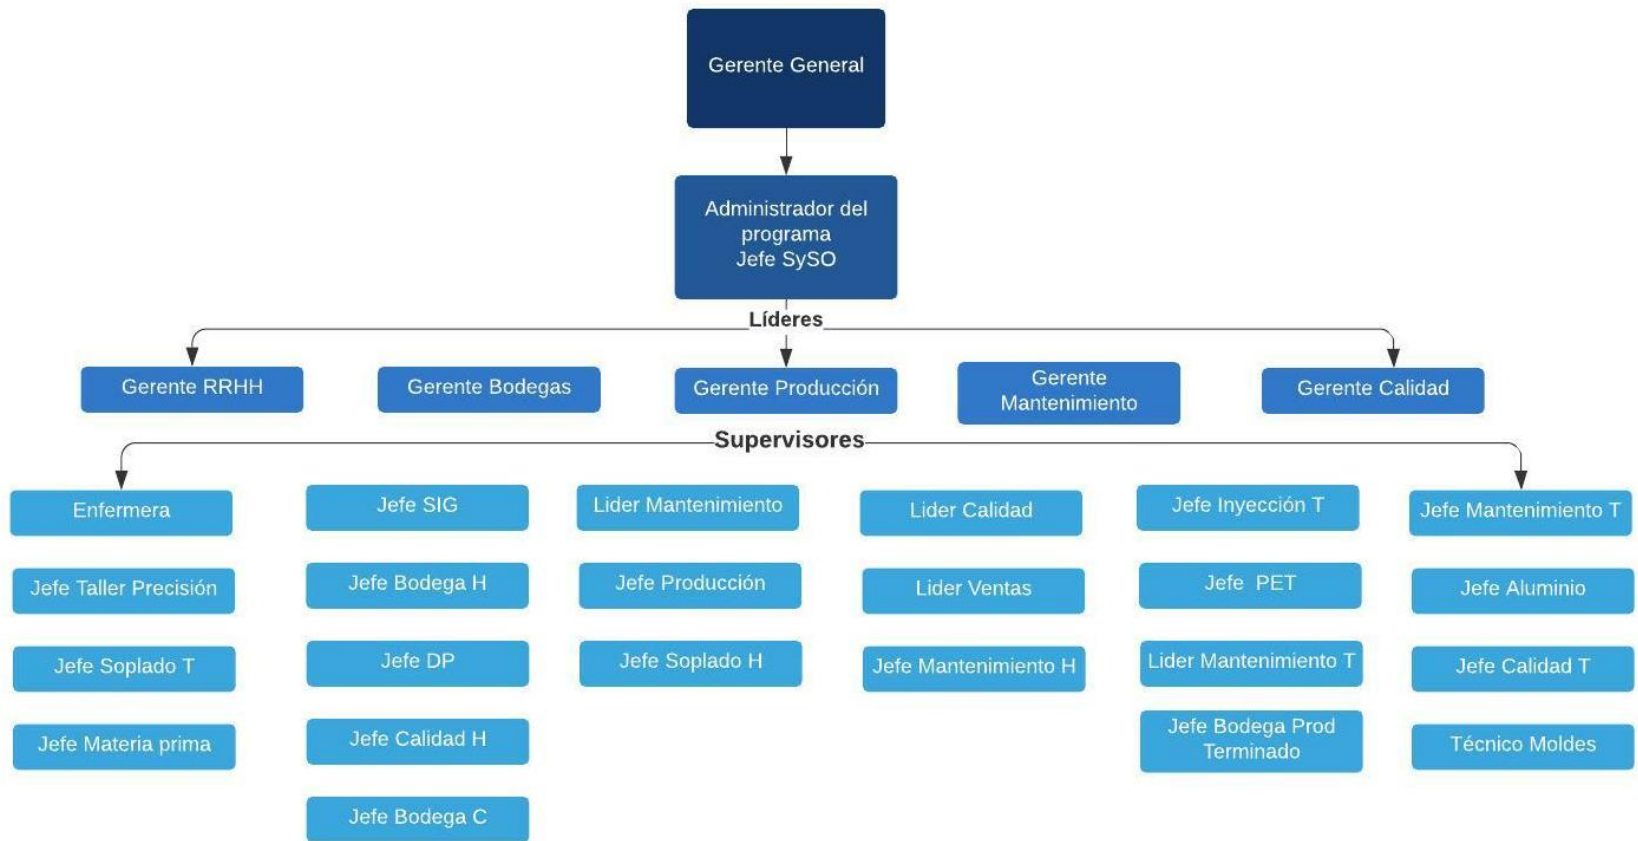 Gerente General
Administrador del
programa
Jefe SySO
Líderes
Gerente RRHH
Gerente Bodegas
Gerente Producción
Gerente
Mantenimiento
Gerente Calidad
Supervisores
Enfermera
Jefe SIG
Lider Mantenimiento
Lider Calidad
Jefe Inyección T
Jefe Mantenimiento T
Jefe Taller Precisión
Jefe Bodega H
Jefe Producción
Lider Ventas
Jefe PET
Jefe Aluminio
Jefe Soplado T
Jefe DP
Jefe Soplado H
Jefe Mantenimiento H
Lider Mantenimiento T
Jefe Calidad T
Jefe Materia prima
Jefe Calidad H
Jefe Bodega Prod
Terminado
Técnico Moldes
Jefe Bodega C